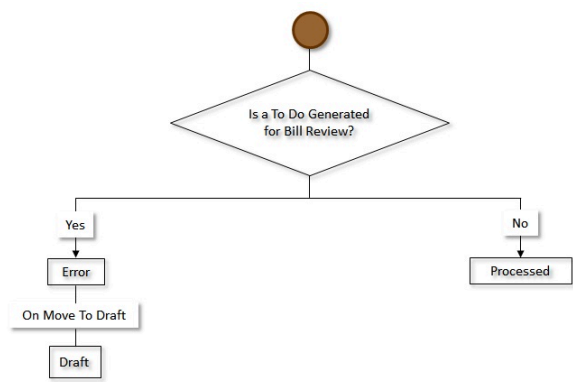 Is a To Do Generated
for Bill Review?
Yes
No
Error
Processed
On Move To Draft
Draft